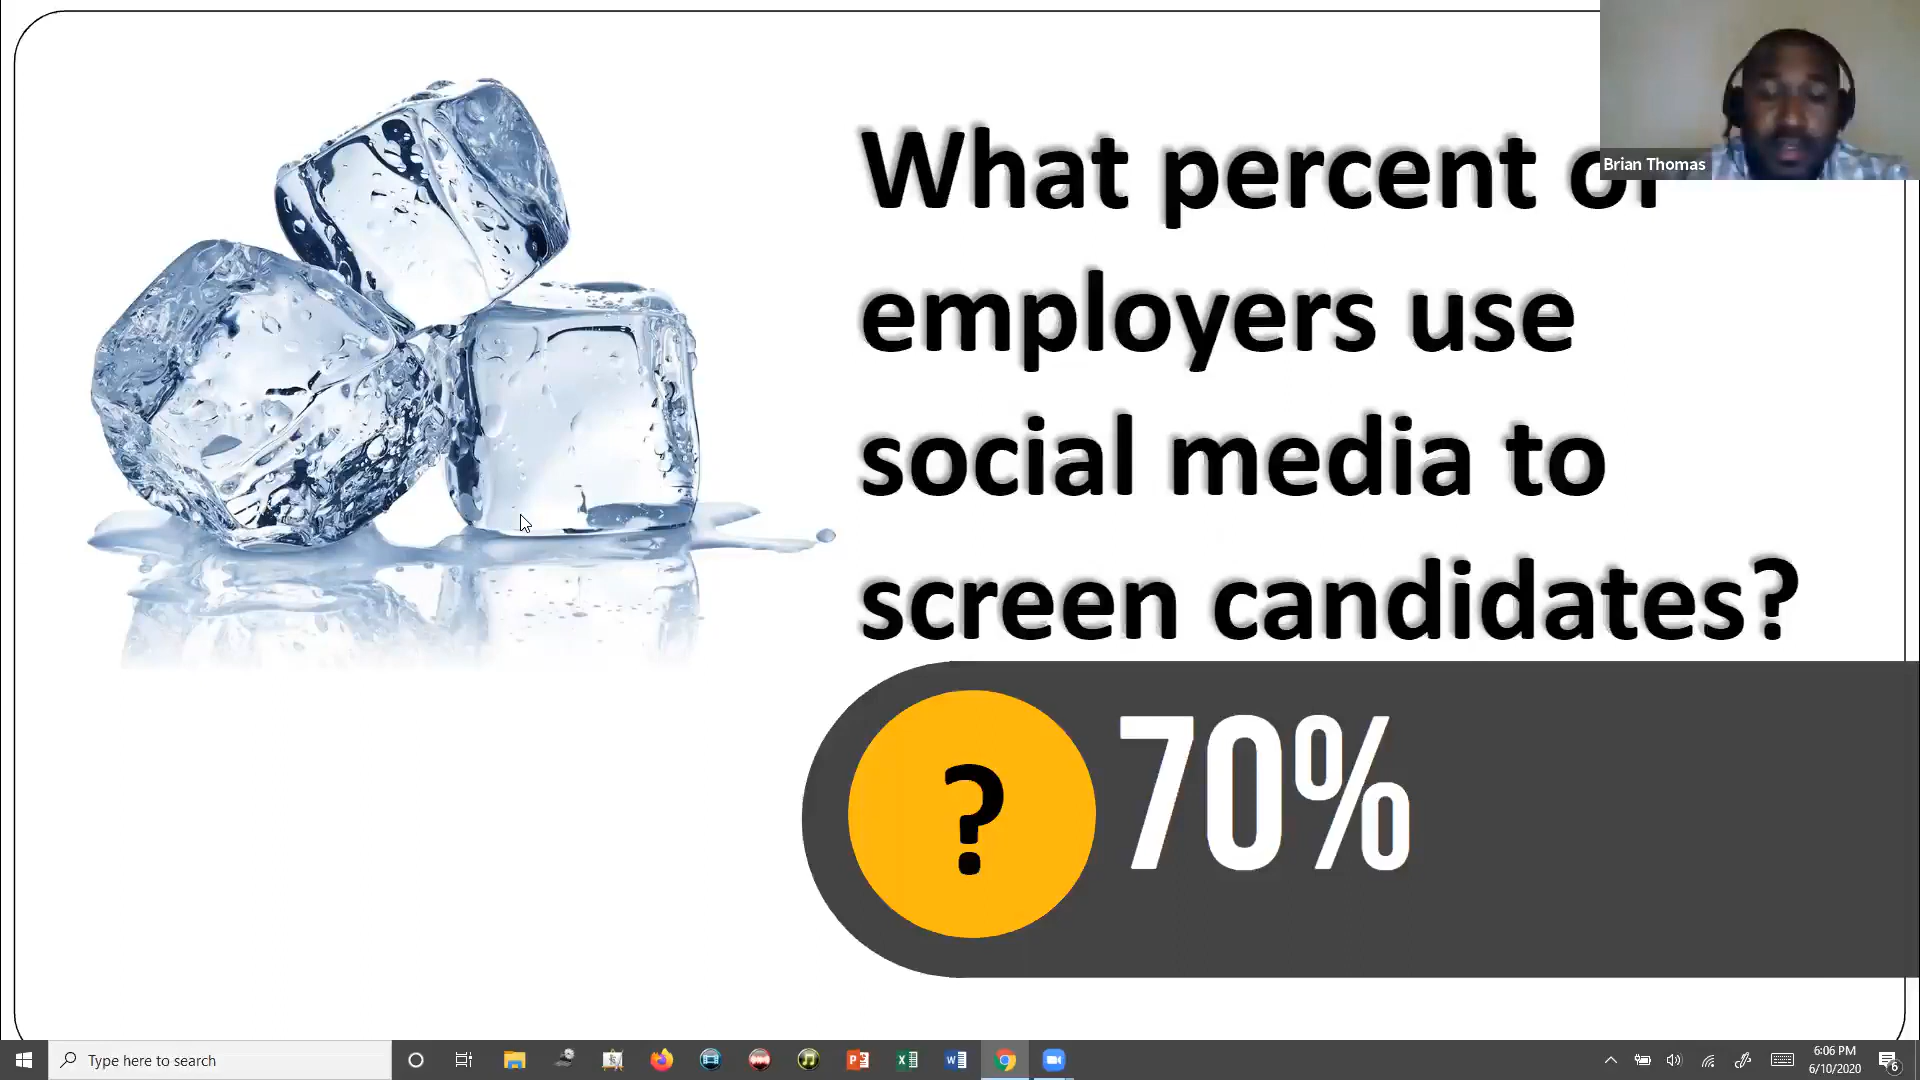 What percent of
employers use
social media to
screen candidates?
Brian Thomas
?
70%
Type here to search
6:06 PM
6/10/2020
6